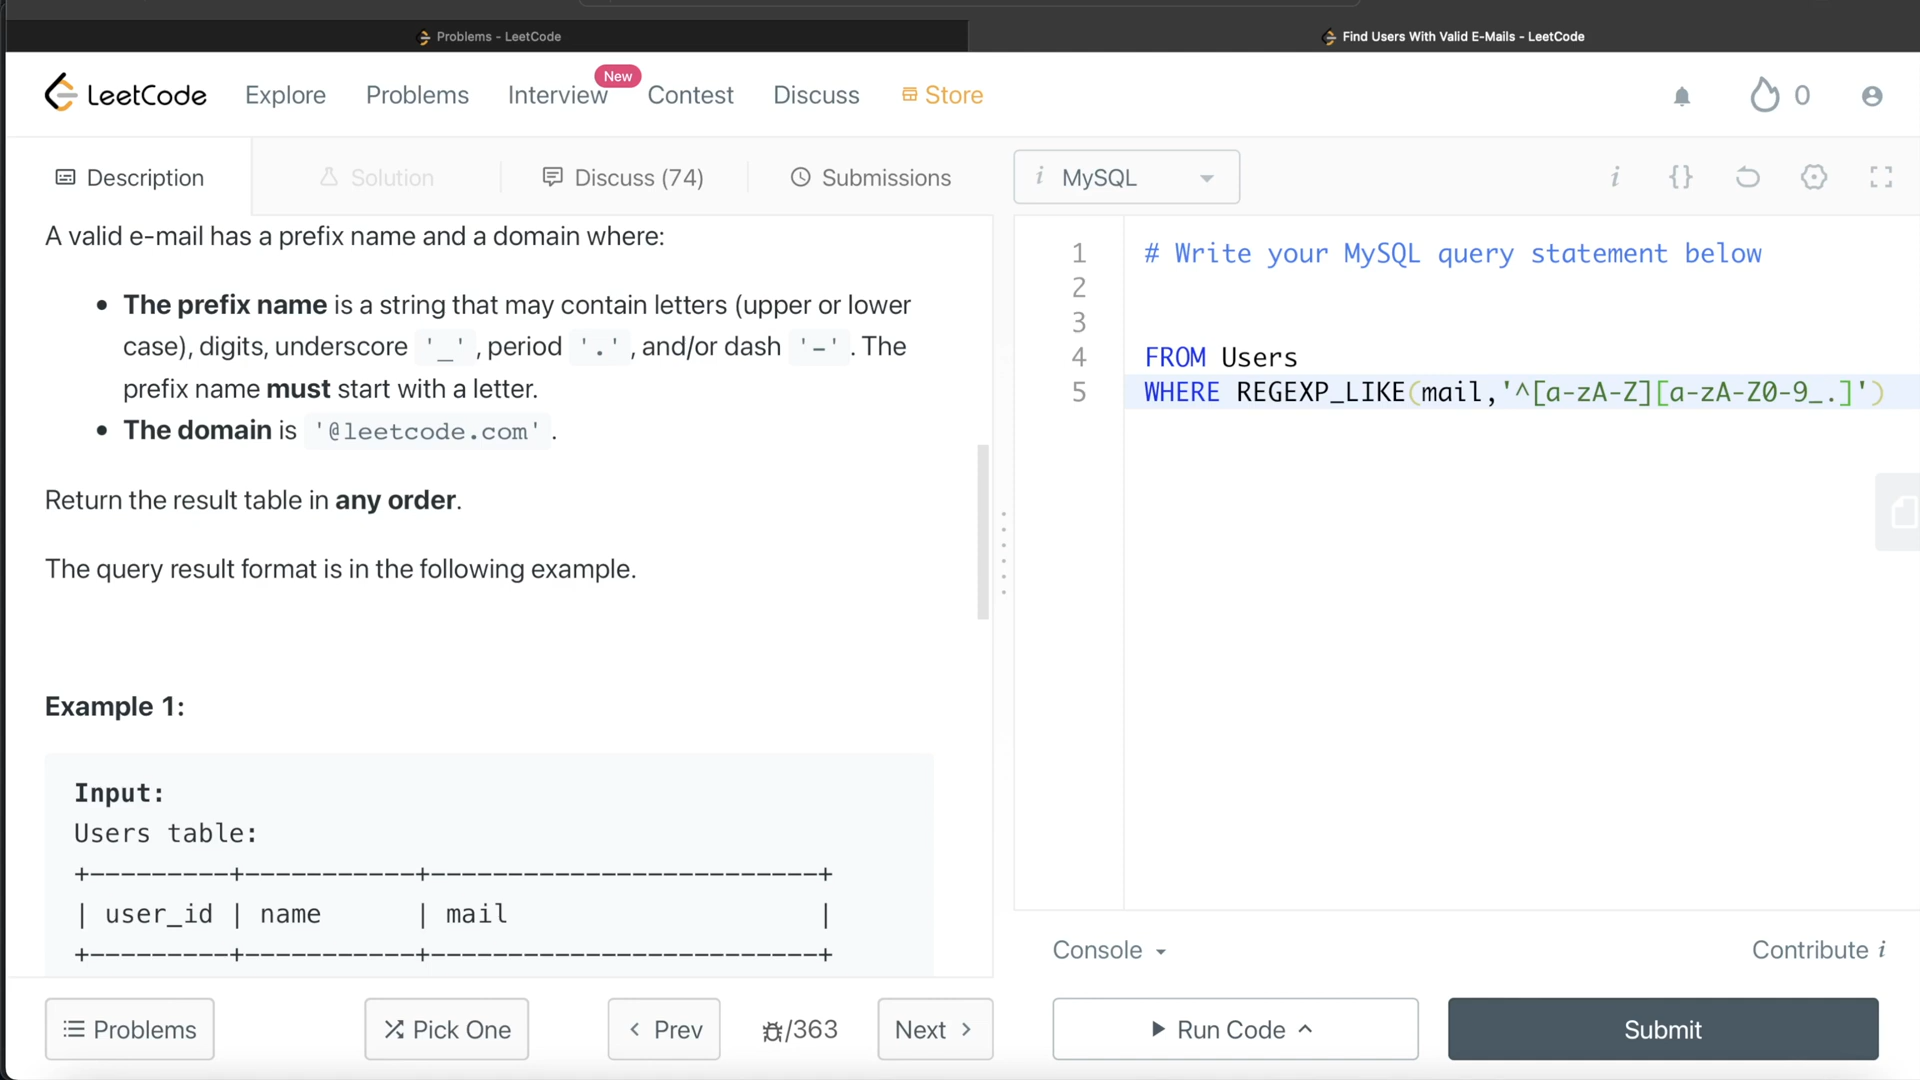 Problems - LeetCode
Find Users With Valid E-Mails - LeetCode
LeetCode
Explore
Problems
Interview
New
Contest
Discuss
Store
0
Description
Solution
Discuss (74)
Submissions
i MySQL
i {}
A valid e-mail has a prefix name and a domain where:
• The prefix name is a string that may contain letters (upper or lower
case), digits, underscore '_', period '.', and/or dash '-'. The
prefix name must start with a letter.
• The domain is '@leetcode.com'.
Return the result table in any order.
The query result format is in the following example.
Example 1:
Input:
Users table:
+---------+-----------+--------------------------+
| user_id | name      | mail                    |
+---------+-----------+--------------------------+
1 # Write your MySQL query statement below
2
3
4 FROM Users
5 WHERE REGEXP_LIKE(mail,'^[a-zA-Z][a-zA-Z0-9_.]')
Console
Contribute i
Problems
Pick One
Prev
/363
Next
Run Code
Submit